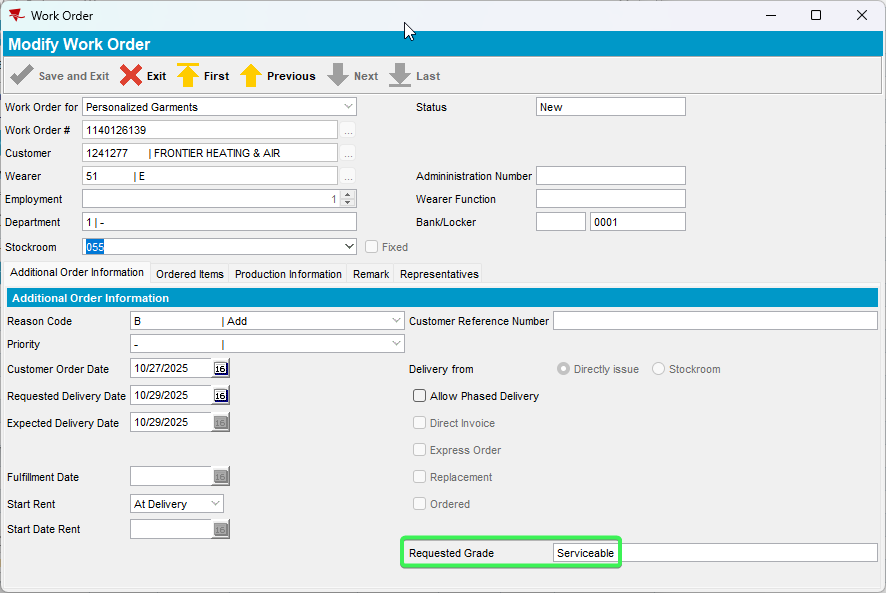 Work Order
Modify Work Order
Save and Exit Exit First Previous Next Last
Work Order for Personalized Garments Status New
Work Order # 1140126139 ...
Customer 1241277 | FRONTIER HEATING & AIR ...
Wearer 51 | E ... Admininistration Number
Employment 1 Wearer Function
Department 1 | - Bank/Locker 0001
Stockroom 055 Fixed
Additional Order Information Ordered Items Production Information Remark Representatives
Additional Order Information
Reason Code B | Add Customer Reference Number
Priority - |
Customer Order Date 10/27/2025 16 Delivery from Directly issue Stockroom
Requested Delivery Date 10/29/2025 16 Allow Phased Delivery
Expected Delivery Date 10/29/2025 16 Direct Invoice
Express Order
Fulfillment Date 16 Replacement
Start Rent At Delivery Ordered
Start Date Rent 16
Requested Grade Serviceable